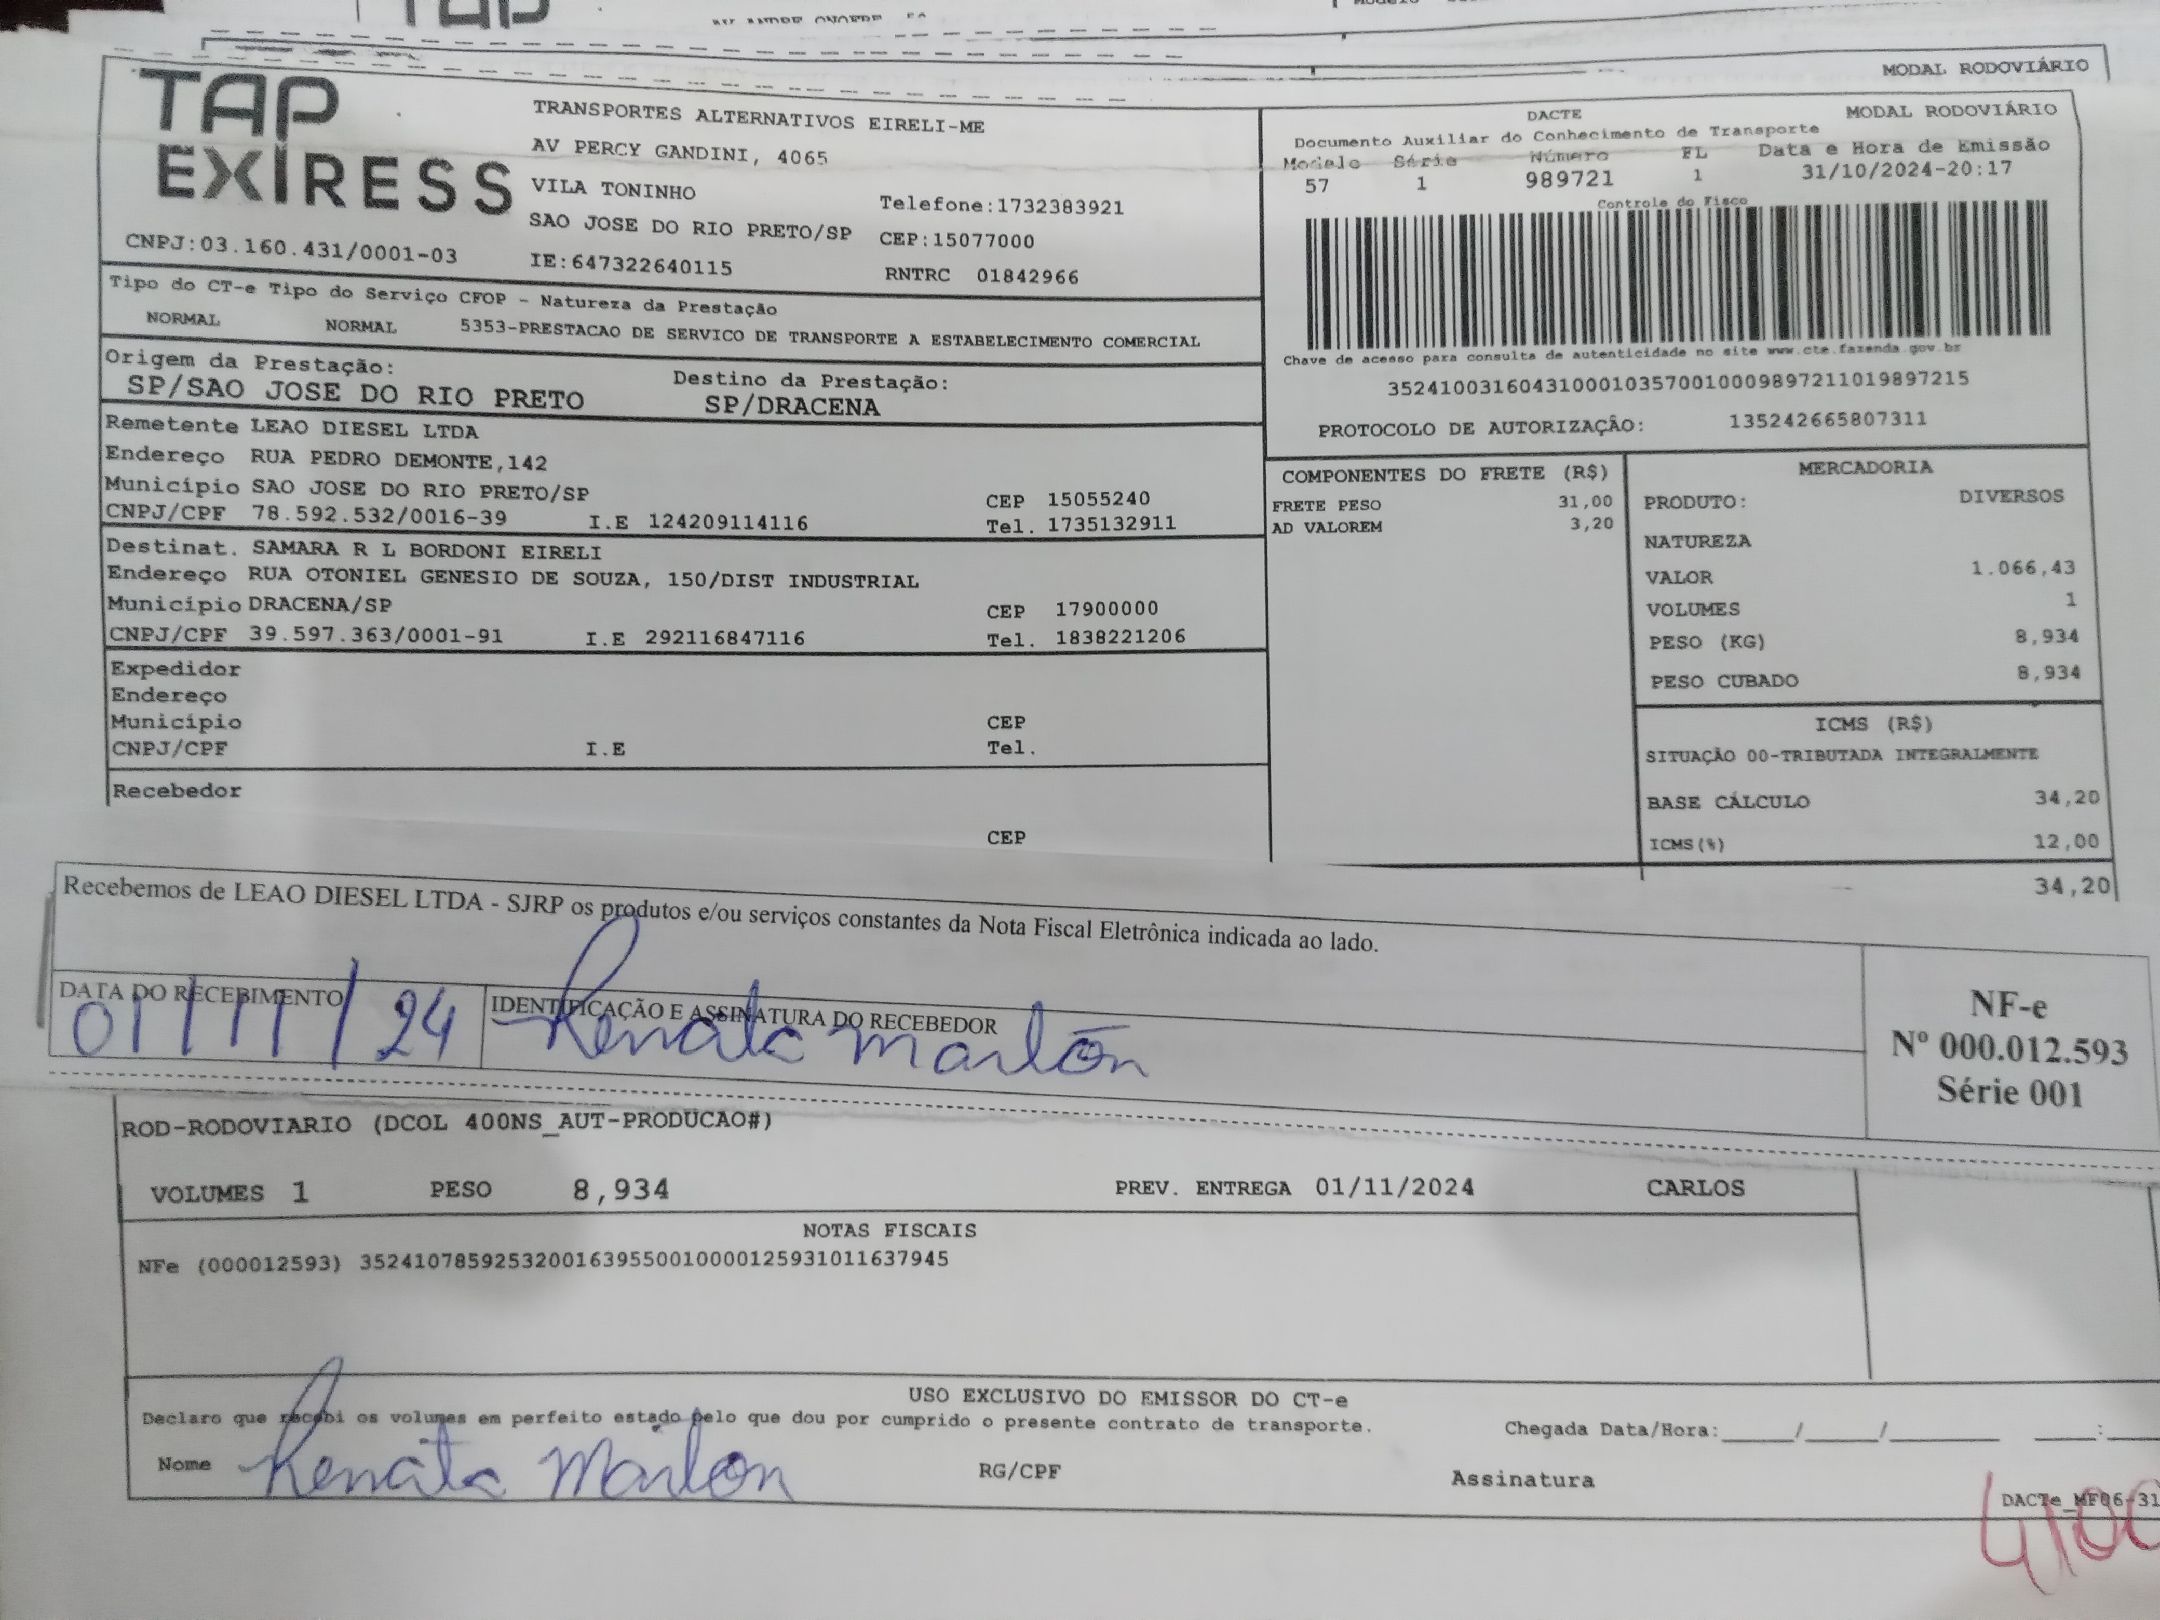 MODAL RODOVIÁRIO
TAP EXPRESS
TRANSPORTES ALTERNATIVOS EIRELI-ME
AV PERCY GANDINI, 4065
VILA TONINHO
Telefone:1732383921
SAO JOSE DO RIO PRETO/SP CEP:15077000
CNPJ:03.160.431/0001-03 IE:647322640115 RNTRC 01842966
DACTE MODAL RODOVIÁRIO
Documento Auxiliar do Conhecimento de Transporte
Modelo Série Número FL Data e Hora de Emissão
57 1 989721 1 31/10/2024-20:17
Controle do Fisco
Chave de acesso para consulta de autenticidade no site www.cte.fazenda.gov.br
35241003160431000103570010009897211019897215
PROTOCOLO DE AUTORIZAÇÃO: 135242665807311
Tipo do CT-e Tipo do Serviço CFOP - Natureza da Prestação
NORMAL NORMAL 5353-PRESTACAO DE SERVICO DE TRANSPORTE A ESTABELECIMENTO COMERCIAL
Origem da Prestação: Destino da Prestação:
SP/SAO JOSE DO RIO PRETO SP/DRACENA
Remetente LEAO DIESEL LTDA
Endereço RUA PEDRO DEMONTE,142
Município SAO JOSE DO RIO PRETO/SP CEP 15055240
CNPJ/CPF 78.592.532/0016-39 I.E 124209114116 Tel. 1735132911
Destinat. SAMARA R L BORDONI EIRELI
Endereço RUA OTONIEL GENESIO DE SOUZA, 150/DIST INDUSTRIAL
Município DRACENA/SP CEP 17900000
CNPJ/CPF 39.597.363/0001-91 I.E 292116847116 Tel. 1838221206
Expedidor
Endereço
Município CEP
CNPJ/CPF I.E Tel.
Recebedor
CEP
COMPONENTES DO FRETE (R$)
FRETE PESO 31,00
AD VALOREM 3,20
MERCADORIA
PRODUTO: DIVERSOS
NATUREZA
VALOR 1.066,43
VOLUMES 1
PESO (KG) 8,934
PESO CUBADO 8,934
ICMS (R$)
SITUAÇÃO 00-TRIBUTADA INTEGRALMENTE
BASE CÁLCULO 34,20
ICMS(%) 12,00
34,20
Recebemos de LEAO DIESEL LTDA - SJRP os produtos e/ou serviços constantes da Nota Fiscal Eletrônica indicada ao lado.
DATA DO RECEBIMENTO IDENTIFICAÇÃO E ASSINATURA DO RECEBEDOR
01/11/24 Renata Marlon
NF-e
Nº 000.012.593
Série 001
ROD-RODOVIARIO (DCOL 400NS_AUT-PRODUCAO#)
VOLUMES 1 PESO 8,934 PREV. ENTREGA 01/11/2024 CARLOS
NOTAS FISCAIS
NFe (000012593) 35241078592532001639550010000125931011637945
USO EXCLUSIVO DO EMISSOR DO CT-e
Declaro que recebi os volumes em perfeito estado pelo que dou por cumprido o presente contrato de transporte.
Chegada Data/Hora:_____/_____/_______ ____:____
Nome Renata Marlon RG/CPF Assinatura
DACTe_MF06-31